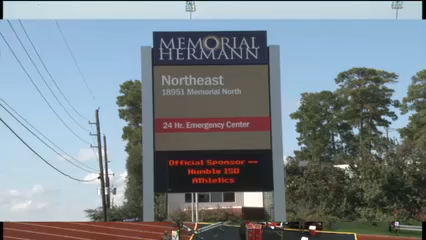 MEMORIAL
HERMANN
Northeast
18951 Memorial North
24 Hr. Emergency Center
Official Sponsor
Humble ISD
Athletics